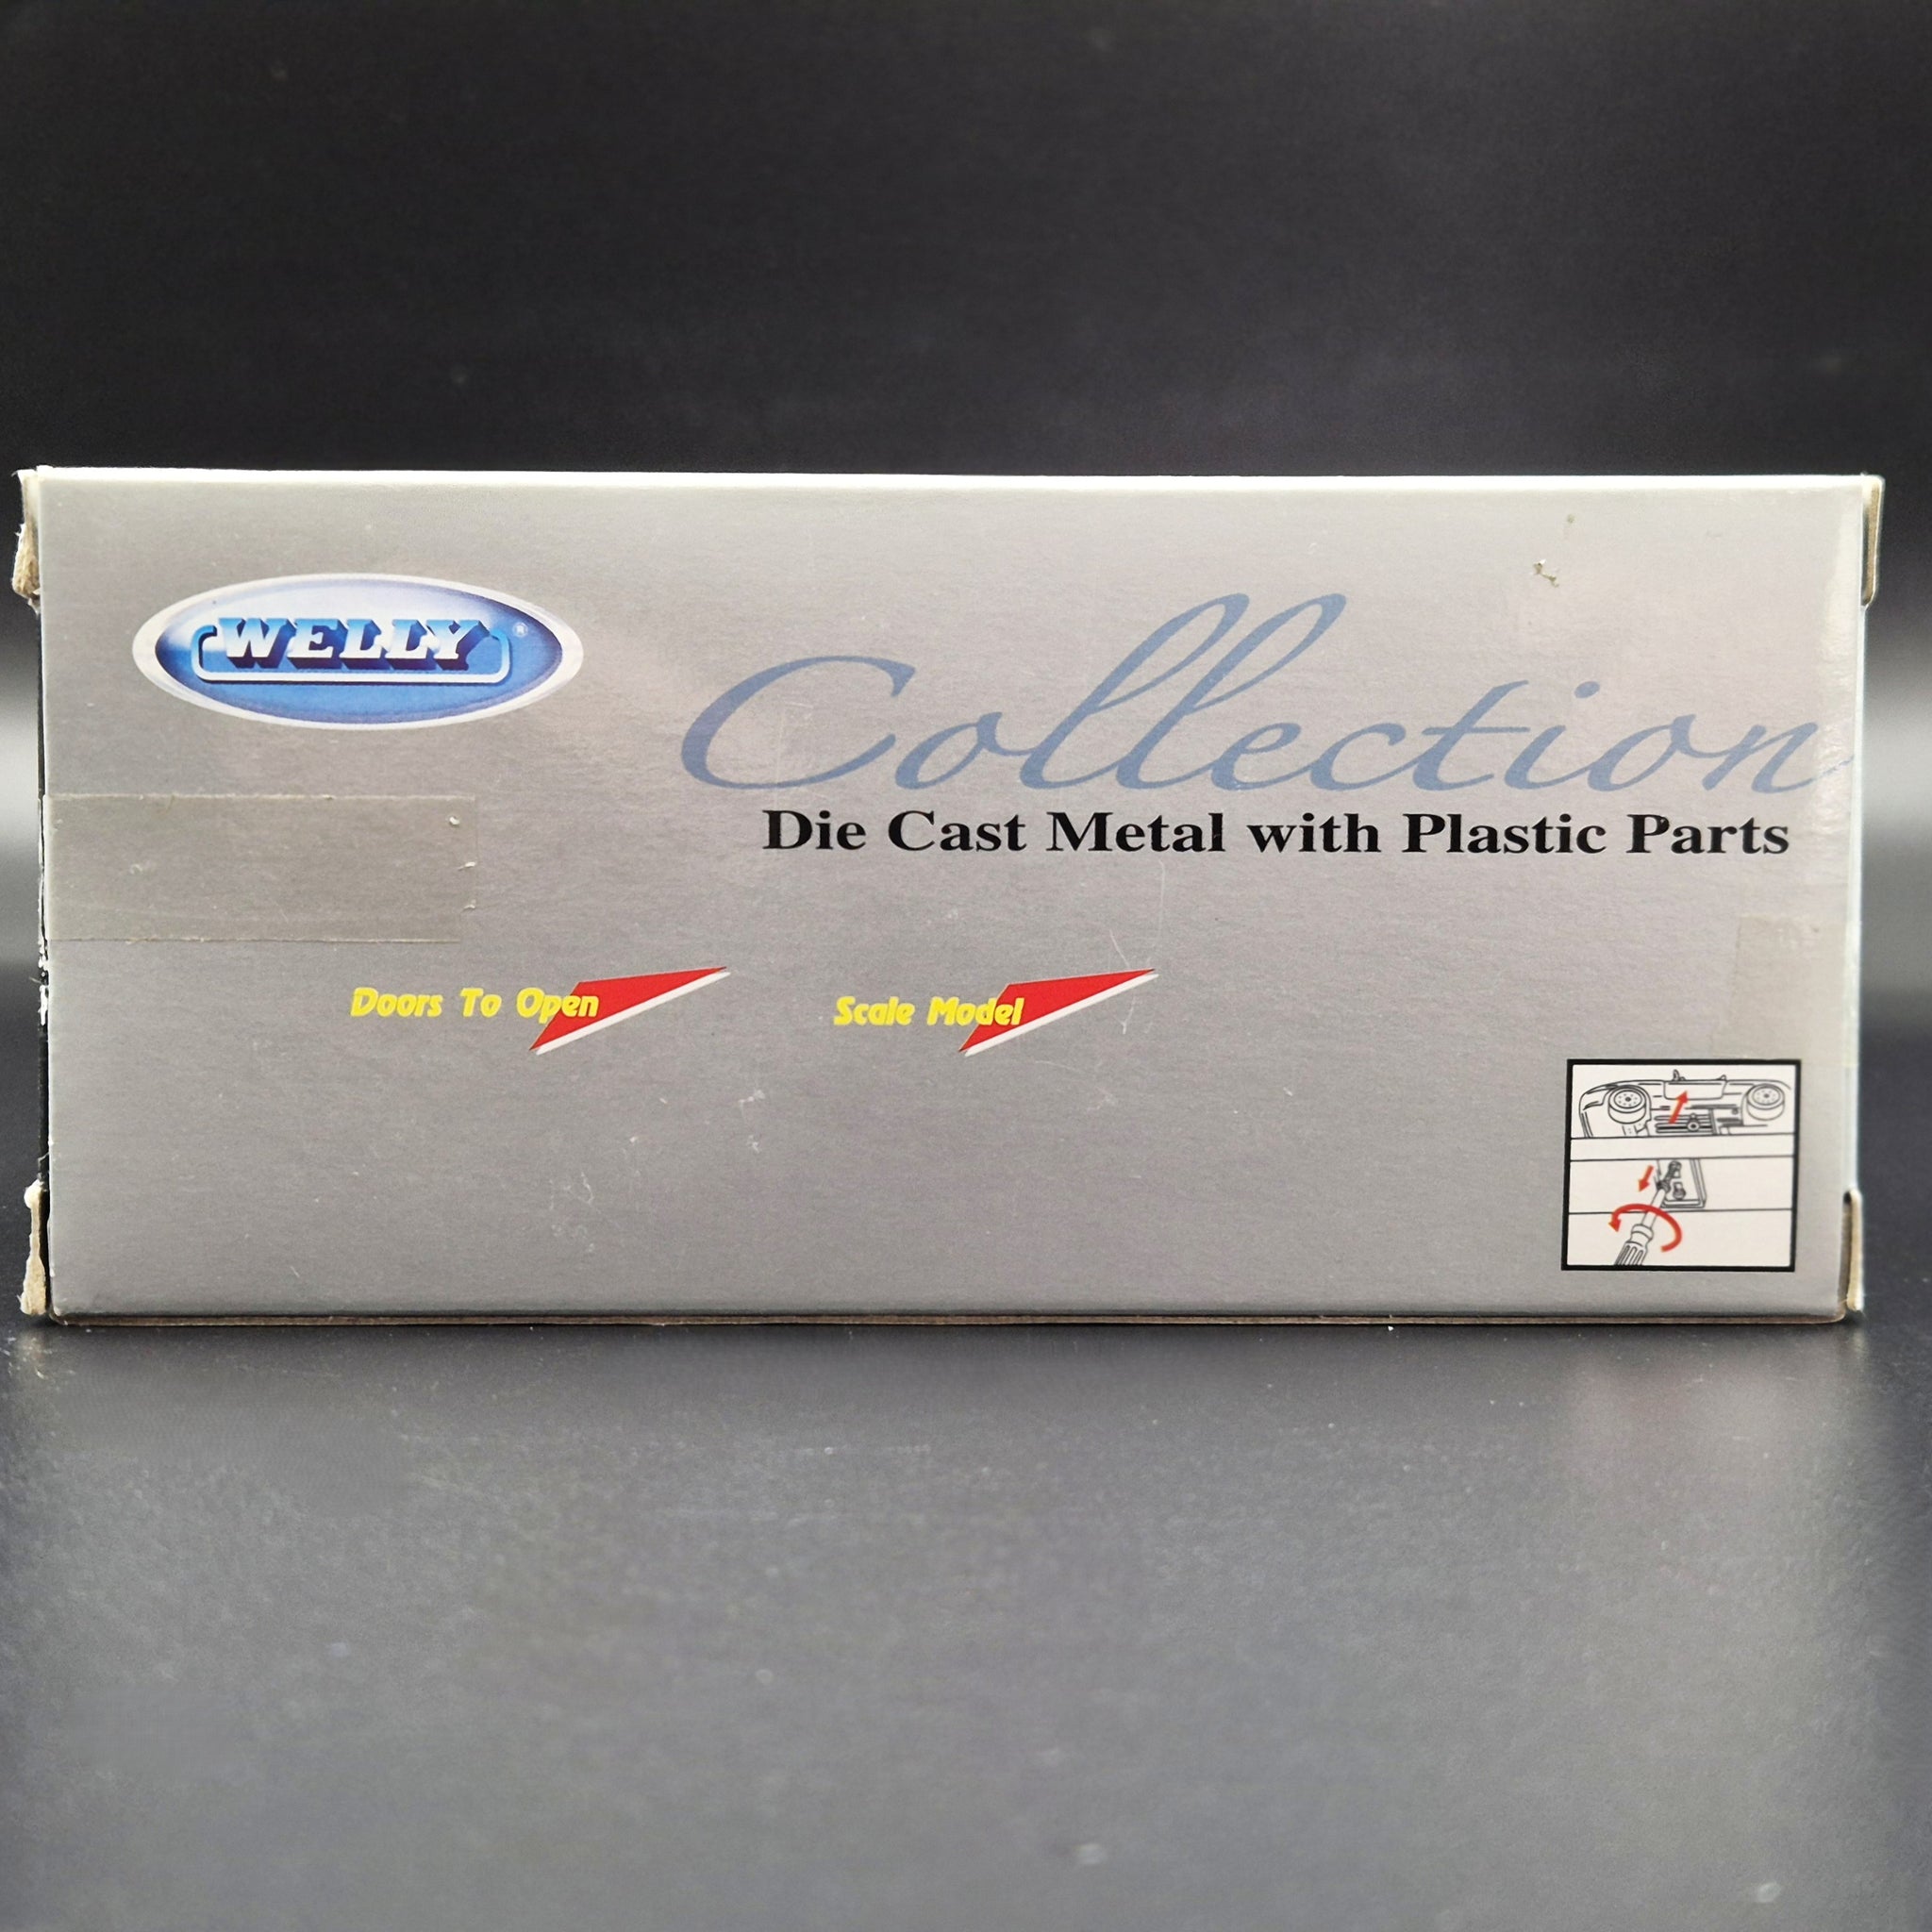 WELLY®
Collection
Die Cast Metal with Plastic Parts
Doors To Open
Scale Model